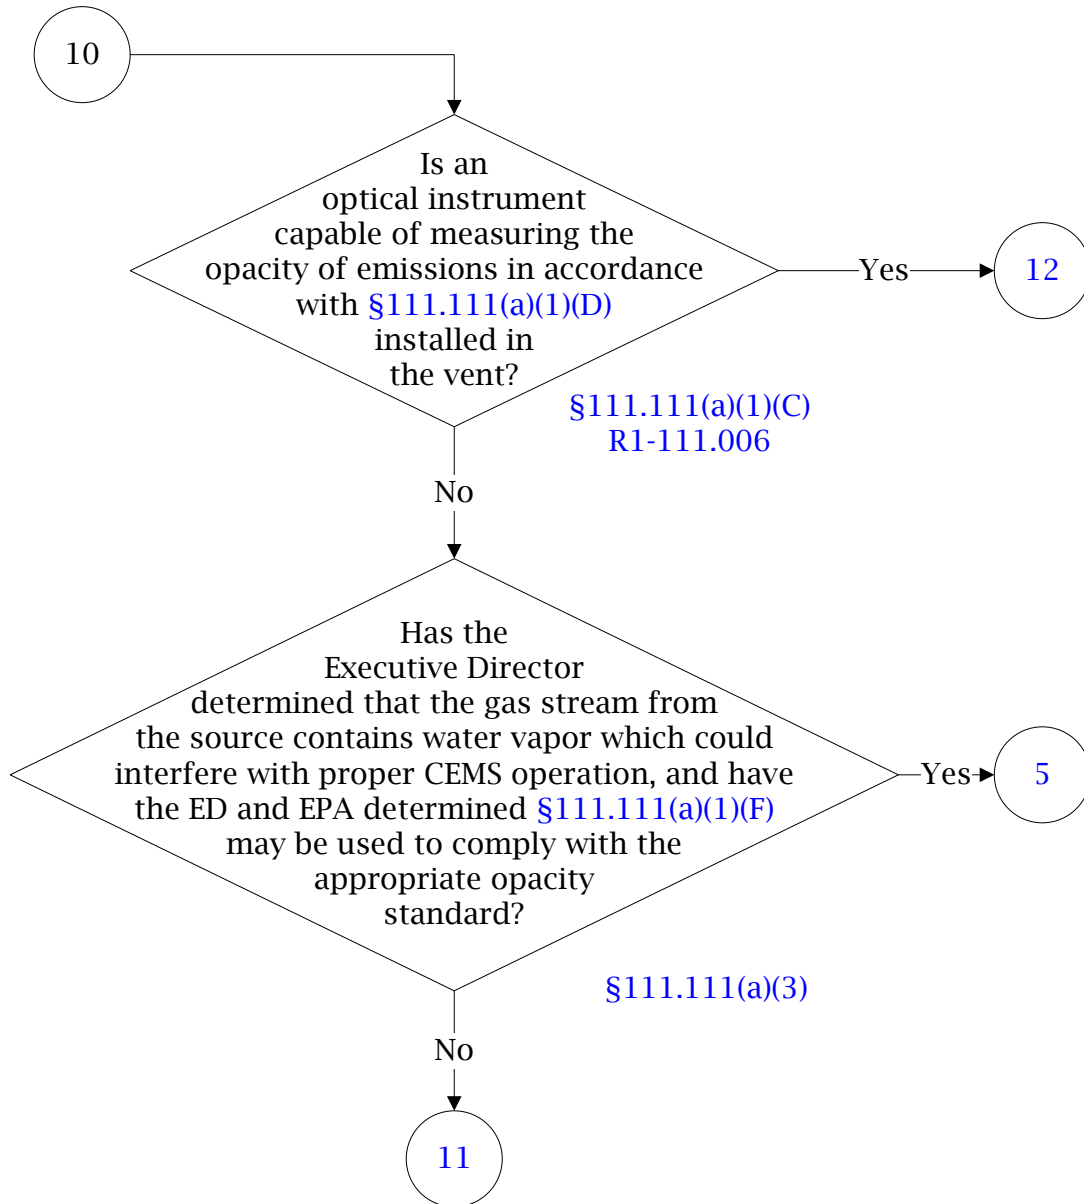 10
Is an
optical instrument
capable of measuring the
opacity of emissions in accordance
with §111.111(a)(1)(D)
installed in
the vent?
Yes
12
§111.111(a)(1)(C)
R1-111.006
No
Has the
Executive Director
determined that the gas stream from
the source contains water vapor which could
interfere with proper CEMS operation, and have
the ED and EPA determined §111.111(a)(1)(F)
may be used to comply with the
appropriate opacity
standard?
Yes
5
§111.111(a)(3)
No
11